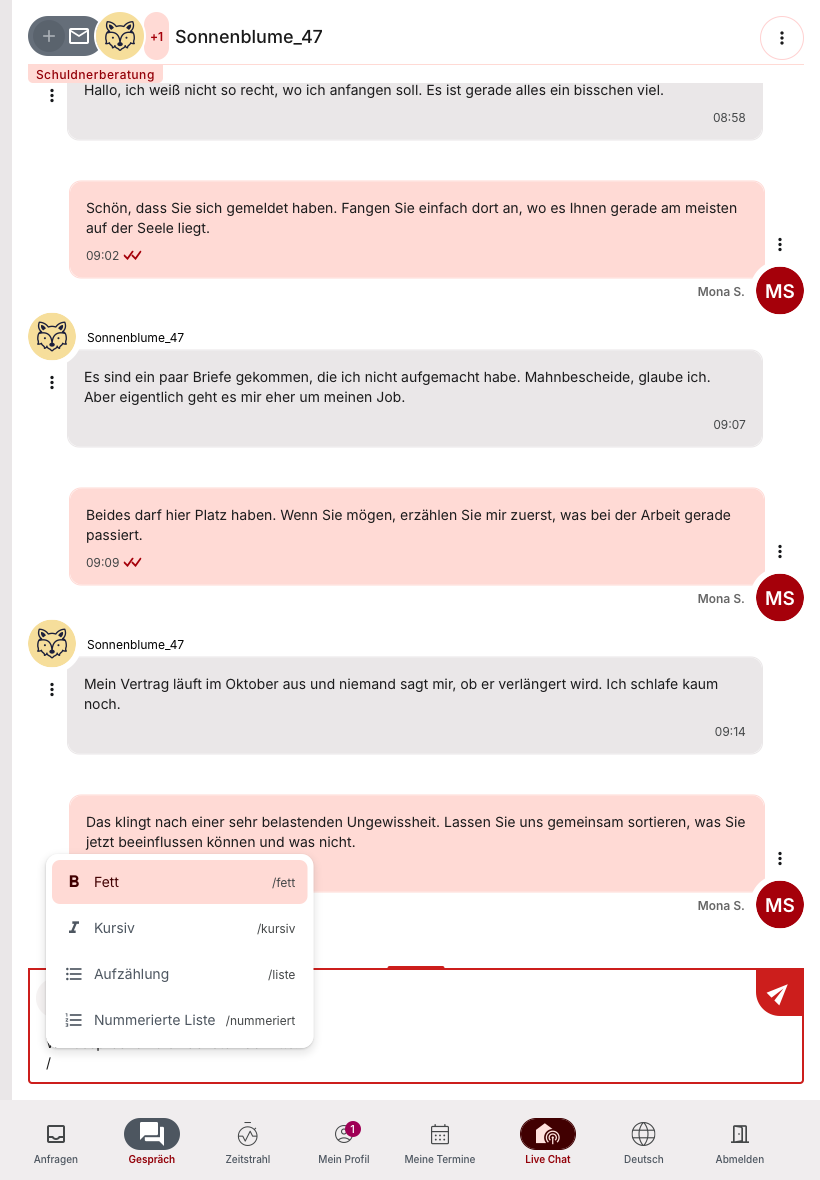 +1
Sonnenblume_47
Schuldnerberatung
Hallo, ich weiß nicht so recht, wo ich anfangen soll. Es ist gerade alles ein bisschen viel.
08:58
Schön, dass Sie sich gemeldet haben. Fangen Sie einfach dort an, wo es Ihnen gerade am meisten
auf der Seele liegt.
09:02
Mona S.
MS
Sonnenblume_47
Es sind ein paar Briefe gekommen, die ich nicht aufgemacht habe. Mahnbescheide, glaube ich.
Aber eigentlich geht es mir eher um meinen Job.
09:07
Beides darf hier Platz haben. Wenn Sie mögen, erzählen Sie mir zuerst, was bei der Arbeit gerade
passiert.
09:09
Mona S.
MS
Sonnenblume_47
Mein Vertrag läuft im Oktober aus und niemand sagt mir, ob er verlängert wird. Ich schlafe kaum
noch.
09:14
Das klingt nach einer sehr belastenden Ungewissheit. Lassen Sie uns gemeinsam sortieren, was Sie
jetzt beeinflussen können und was nicht.
Mona S.
MS
B Fett /fett
I Kursiv /kursiv
Aufzählung /liste
Nummerierte Liste /nummeriert
/
Anfragen
Gespräch
Zeitstrahl
1
Mein Profil
Meine Termine
Live Chat
Deutsch
Abmelden